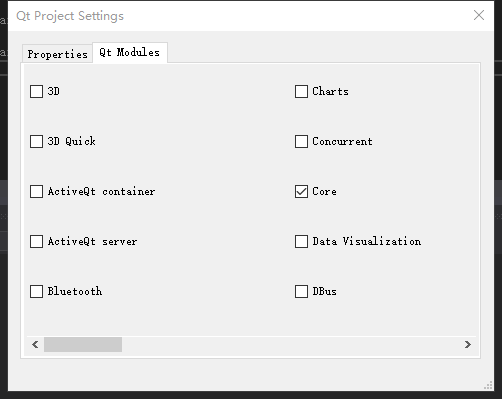 Qt Project Settings
Properties
Qt Modules
3D
Charts
3D Quick
Concurrent
ActiveQt container
Core
ActiveQt server
Data Visualization
Bluetooth
DBus